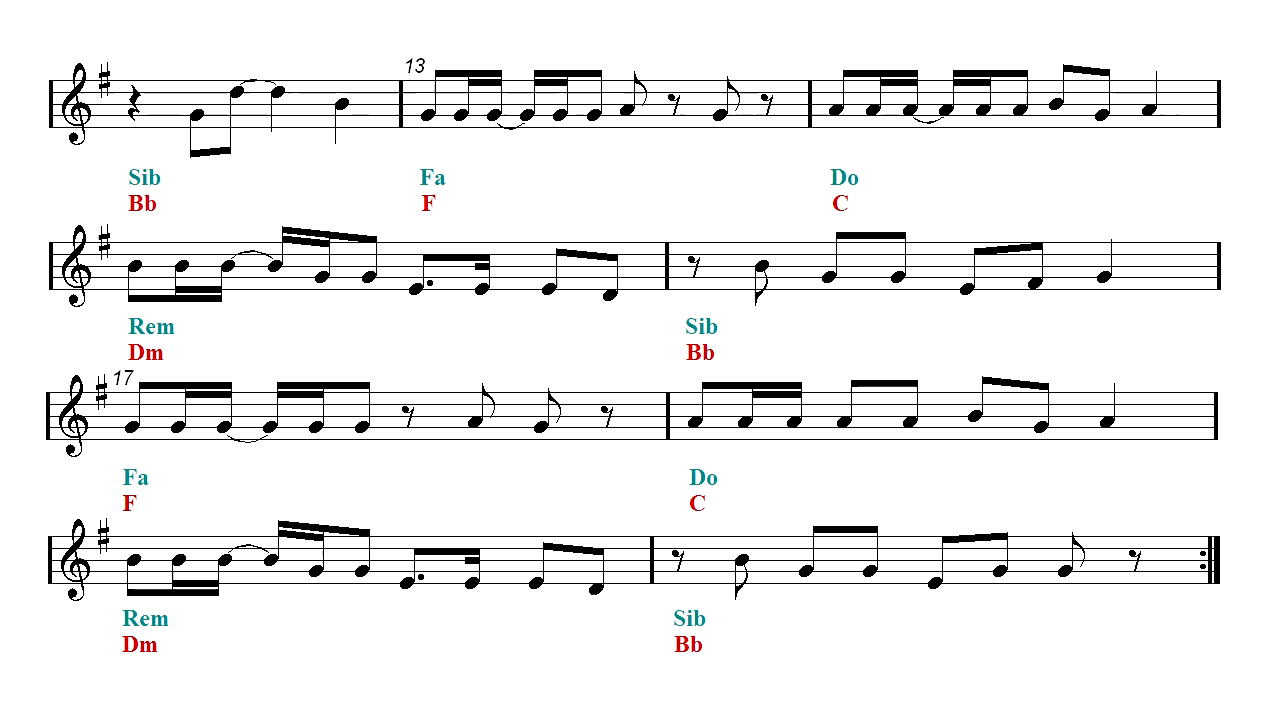 13
Sib Fa Do
Bb F C
Rem Sib
Dm Bb
17
Fa Do
F C
Rem Sib
Dm Bb